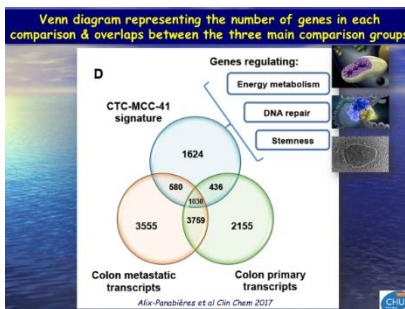 Venn diagram representing the number of genes in each
comparison & overlaps between the three main comparison groups
D
Genes regulating:
Energy metabolism
DNA repair
Stemness
CTC-MCC-41
signature
1624
580
436
1030
3759
3555
2155
Colon metastatic
transcripts
Colon primary
transcripts
Alix-Panabières et al Clin Chem 2017
CHU